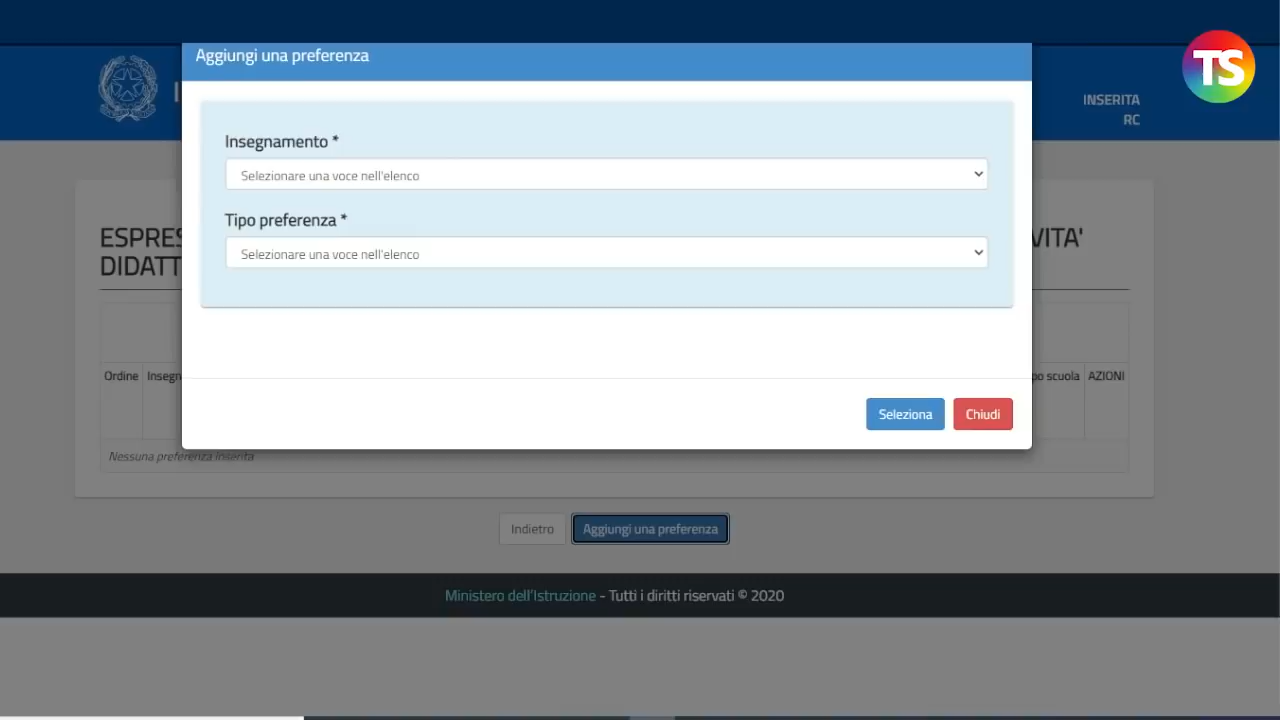 Aggiungi una preferenza
TS
INSERITA
RC
Insegnamento *
Selezionare una voce nell'elenco
Tipo preferenza *
Selezionare una voce nell'elenco
ESPRES VITA'
DIDATT
Ordine Insegn po scuola AZIONI
Seleziona Chiudi
Nessuna preferenza inserita
Indietro Aggiungi una preferenza
Ministero dell'Istruzione - Tutti i diritti riservati © 2020